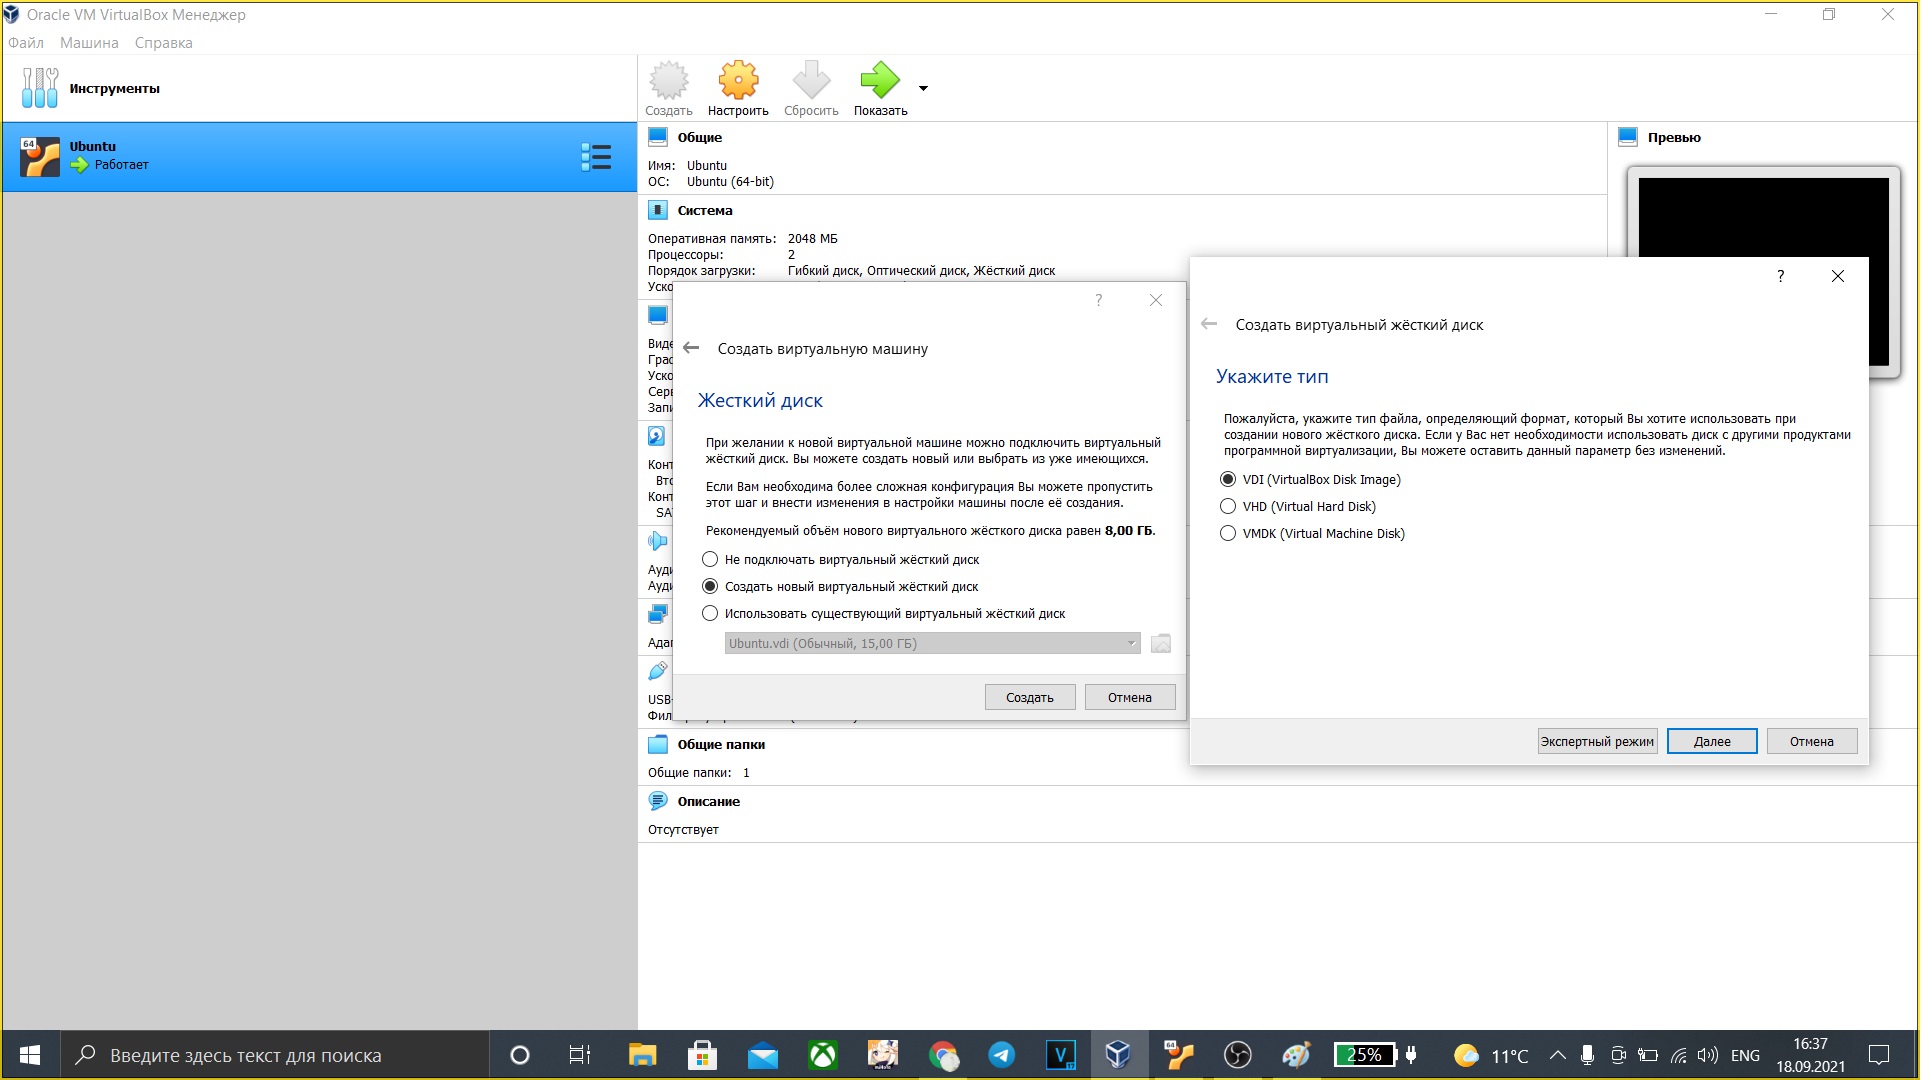 Oracle VM VirtualBox Менеджер
Файл Машина Справка
Инструменты
Ubuntu
Работает
Создать Настроить Сбросить Показать
Общие
Имя: Ubuntu
ОС: Ubuntu (64-bit)
Превью
Система
Оперативная память: 2048 МБ
Процессоры: 2
Порядок загрузки: Гибкий диск, Оптический диск, Жёсткий диск
Уско
Виде
Граф
Уско
Серв
Запи
Конт
Вто
Конт
SA
Ауди
Ауди
Адап
USB-
Фил
Общие папки
Общие папки: 1
Описание
Отсутствует
?
Создать виртуальную машину
Жесткий диск
При желании к новой виртуальной машине можно подключить виртуальный
жёсткий диск. Вы можете создать новый или выбрать из уже имеющихся.
Если Вам необходима более сложная конфигурация Вы можете пропустить
этот шаг и внести изменения в настройки машины после её создания.
Рекомендуемый объём нового виртуального жёсткого диска равен 8,00 ГБ.
Не подключать виртуальный жёсткий диск
Создать новый виртуальный жёсткий диск
Использовать существующий виртуальный жёсткий диск
Ubuntu.vdi (Обычный, 15,00 ГБ)
Создать Отмена
?
Создать виртуальный жёсткий диск
Укажите тип
Пожалуйста, укажите тип файла, определяющий формат, который Вы хотите использовать при
создании нового жёсткого диска. Если у Вас нет необходимости использовать диск с другими продуктами
программной виртуализации, Вы можете оставить данный параметр без изменений.
VDI (VirtualBox Disk Image)
VHD (Virtual Hard Disk)
VMDK (Virtual Machine Disk)
Экспертный режим Далее Отмена
Введите здесь текст для поиска
25%
11°C
ENG
16:37
18.09.2021